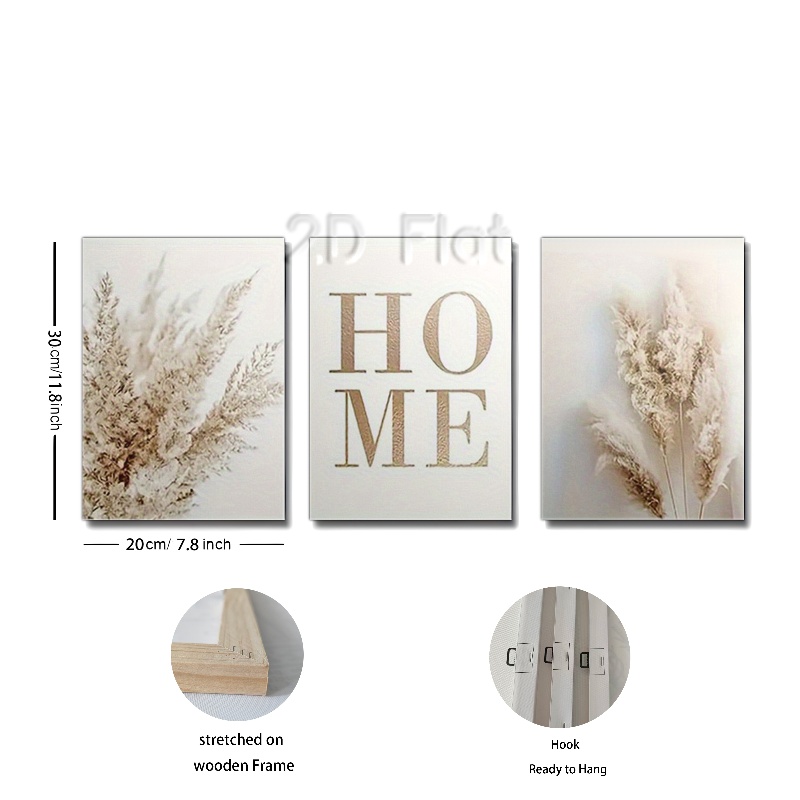 2D Flat
HO
ME
30cm/11.8inch
20cm/ 7.8 inch
stretched on
wooden Frame
Hook
Ready to Hang